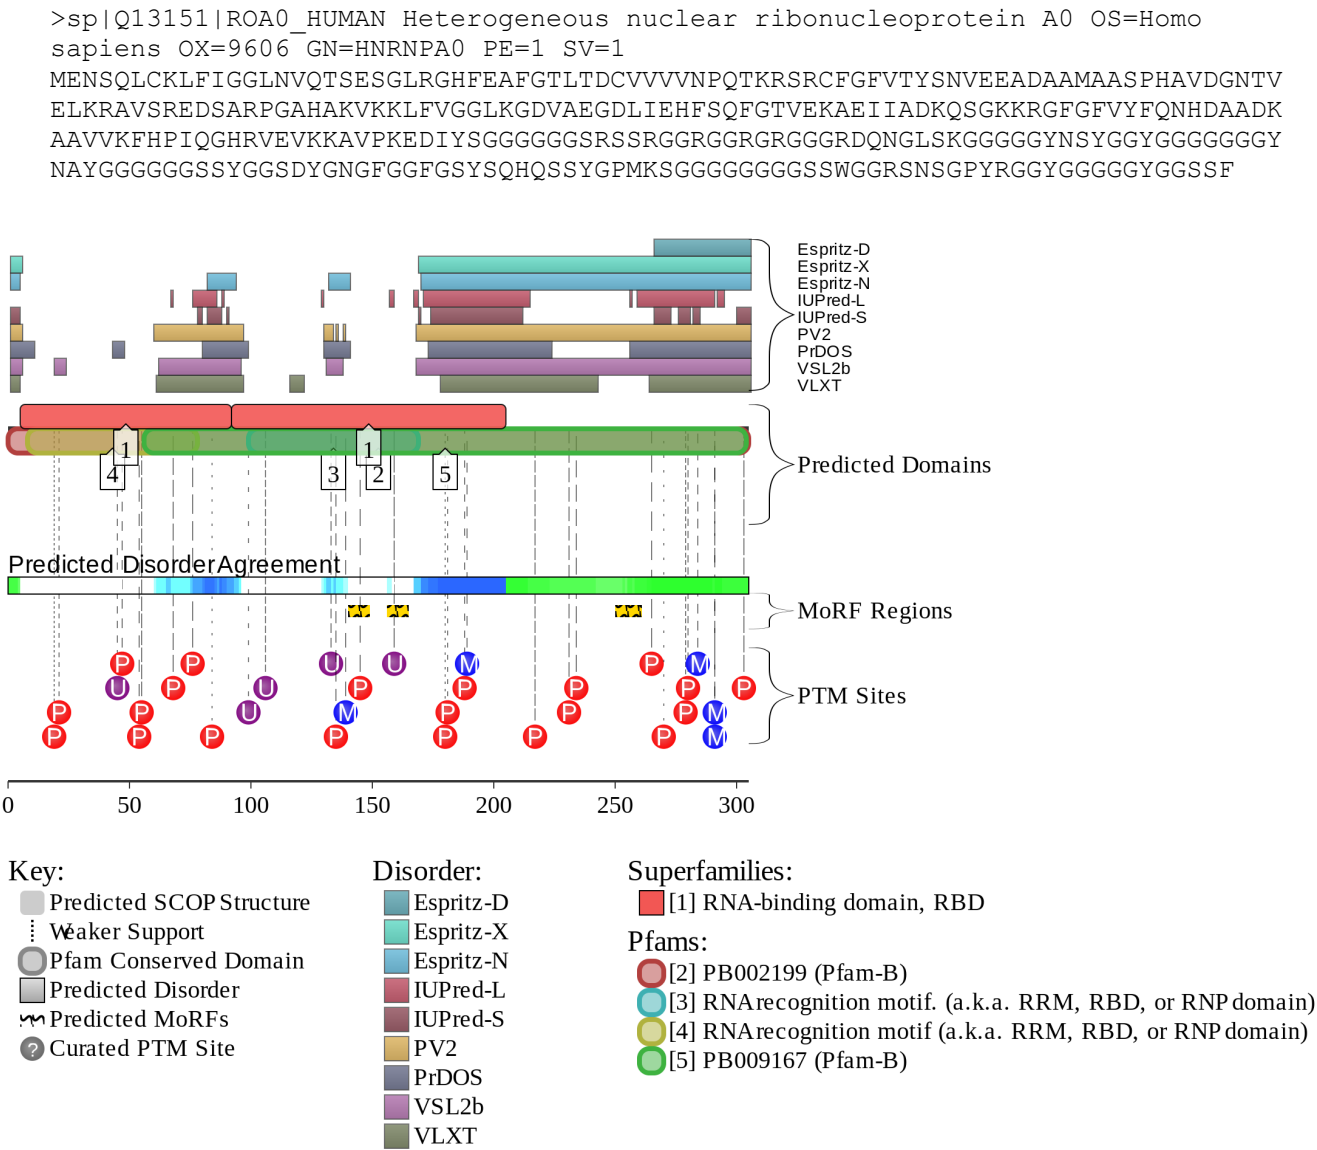 >sp|Q13151|ROA0_HUMAN Heterogeneous nuclear ribonucleoprotein A0 OS=Homo
sapiens OX=9606 GN=HNRNPA0 PE=1 SV=1
MENSQLCKLFIGGLNVQTSESGLRGHFEAFGTLTDCVVVVNPQTKRSRCFGFVTYSNVEEADAAMAASPHAVDGNTV
ELKRAVSREDSARPGAHAKVKKLFVGGLKGDVAEGDLIEHFSQFGTVEKAEIIADKQSGKKRGFGFVYFQNHDAADK
AAVVKFHPIQGHRVEVKKAVPKEDIYSGGGGGGSRSSRGGRGGRGRGGGRDQNGLSKGGGGGYNSYGGYGGGGGGGY
NAYGGGGGGSSYGGSDYGNGFGGFGSYSQHQSSYGPMKSGGGGGGGGSSWGGRSNSGPYRGGYGGGGGYGGSSF
Espritz-D
Espritz-X
Espritz-N
IUPred-L
IUPred-S
PV2
PrDOS
VSL2b
VLXT
1 1
4 3 2 5
Predicted Domains
Predicted Disorder Agreement
MoRF Regions
P P U U M P M
U P U P P P P P
P P U M P P P M
P P P P P P P M
PTM Sites
0 50 100 150 200 250 300
Key:
Predicted SCOP Structure
Weaker Support
Pfam Conserved Domain
Predicted Disorder
Predicted MoRFs
? Curated PTM Site
Disorder:
Espritz-D
Espritz-X
Espritz-N
IUPred-L
IUPred-S
PV2
PrDOS
VSL2b
VLXT
Superfamilies:
[1] RNA-binding domain, RBD
Pfams:
[2] PB002199 (Pfam-B)
[3] RNA recognition motif. (a.k.a. RRM, RBD, or RNP domain)
[4] RNA recognition motif (a.k.a. RRM, RBD, or RNP domain)
[5] PB009167 (Pfam-B)